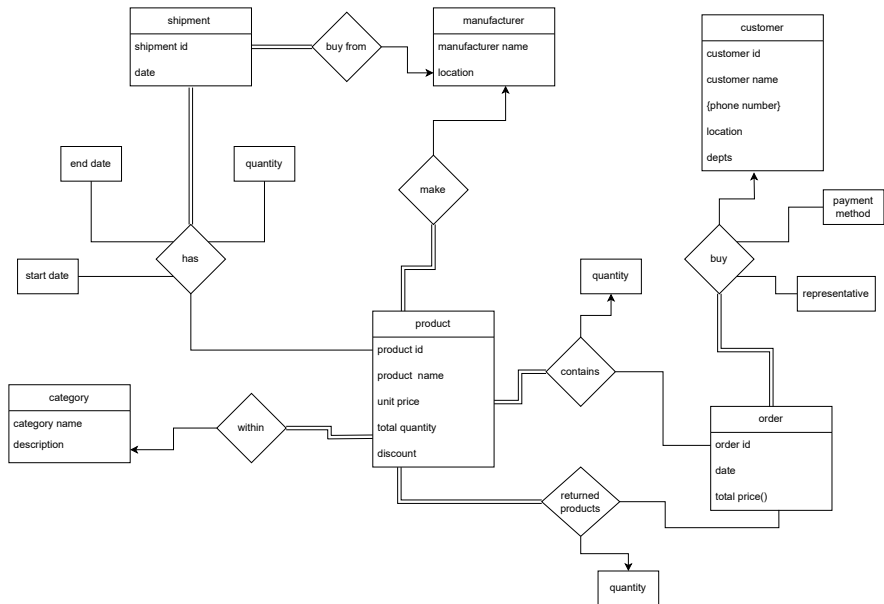 shipment
shipment id
date
buy from
manufacturer
manufacturer name
location
customer
customer id
customer name
{phone number}
location
depts
end date
quantity
make
payment
method
has
buy
start date
quantity
representative
product
product id
product name
unit price
total quantity
discount
contains
category
category name
description
within
order
order id
date
total price()
returned
products
quantity